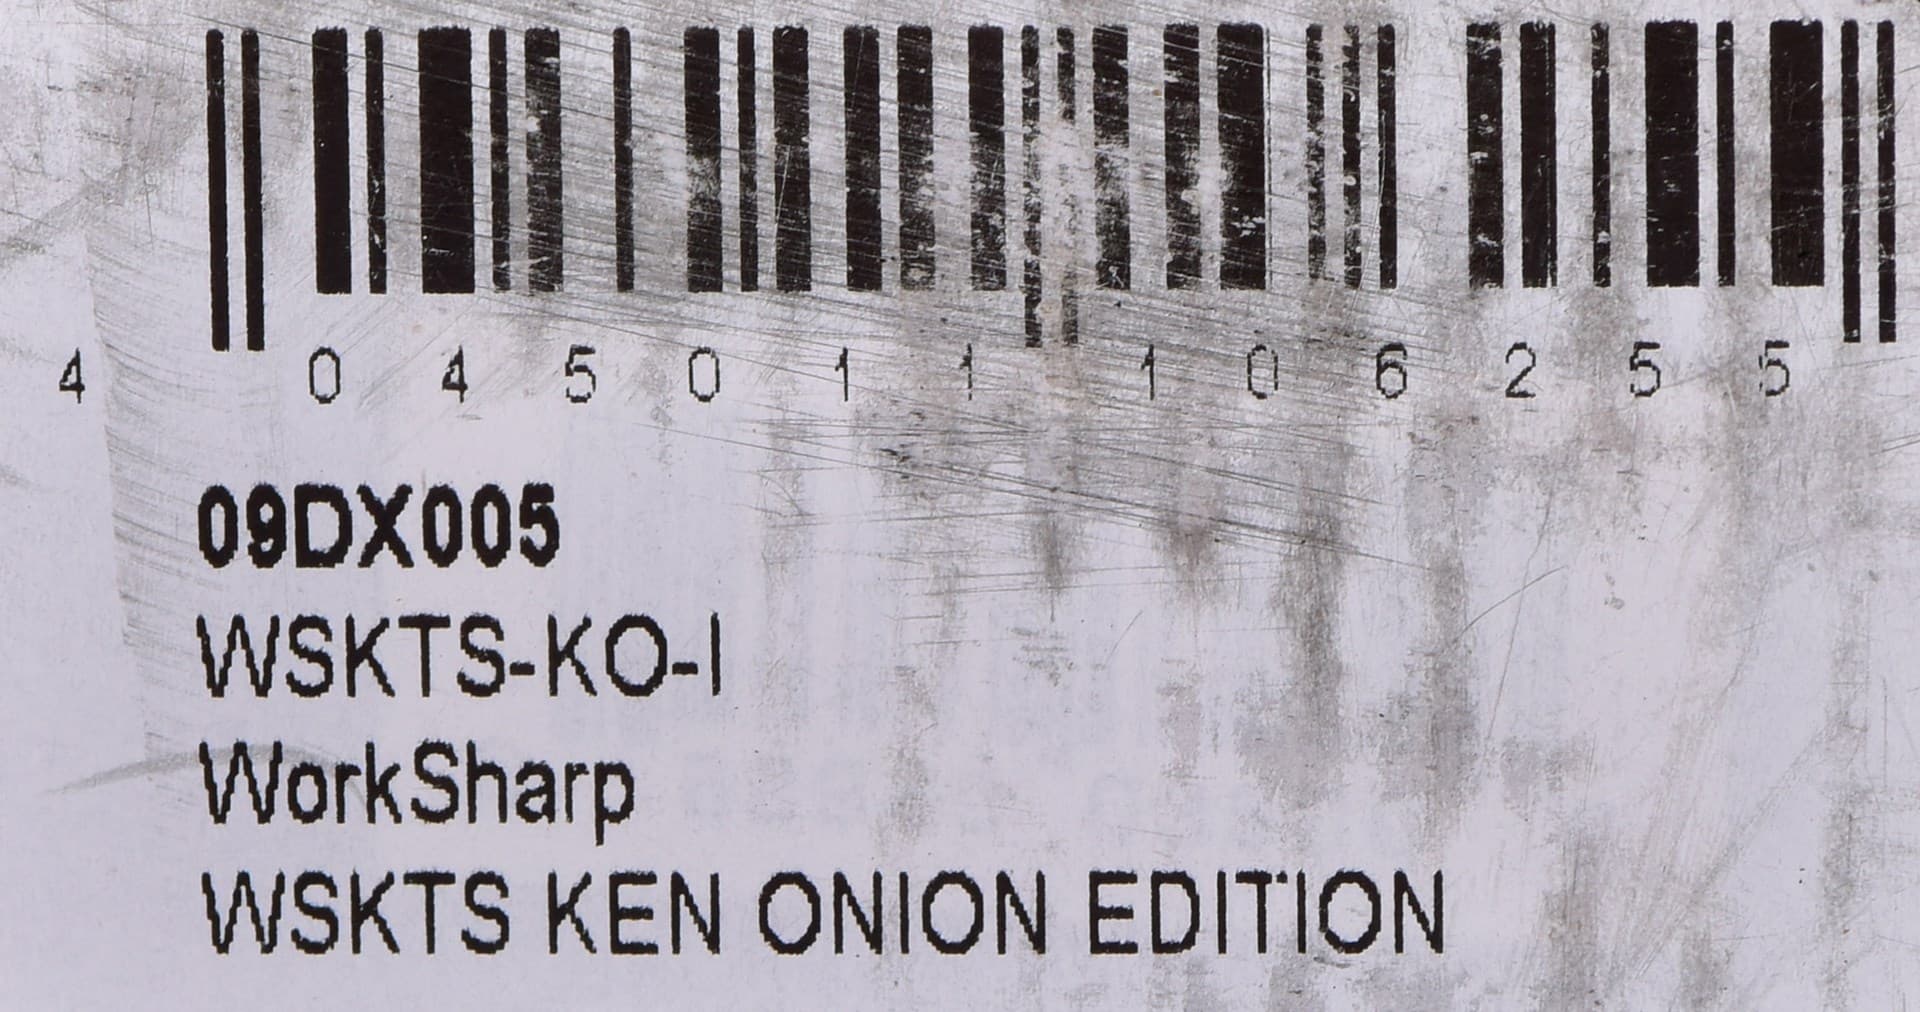 4 045011 106255
09DX005
WSKTS-KO-I
WorkSharp
WSKTS KEN ONION EDITION